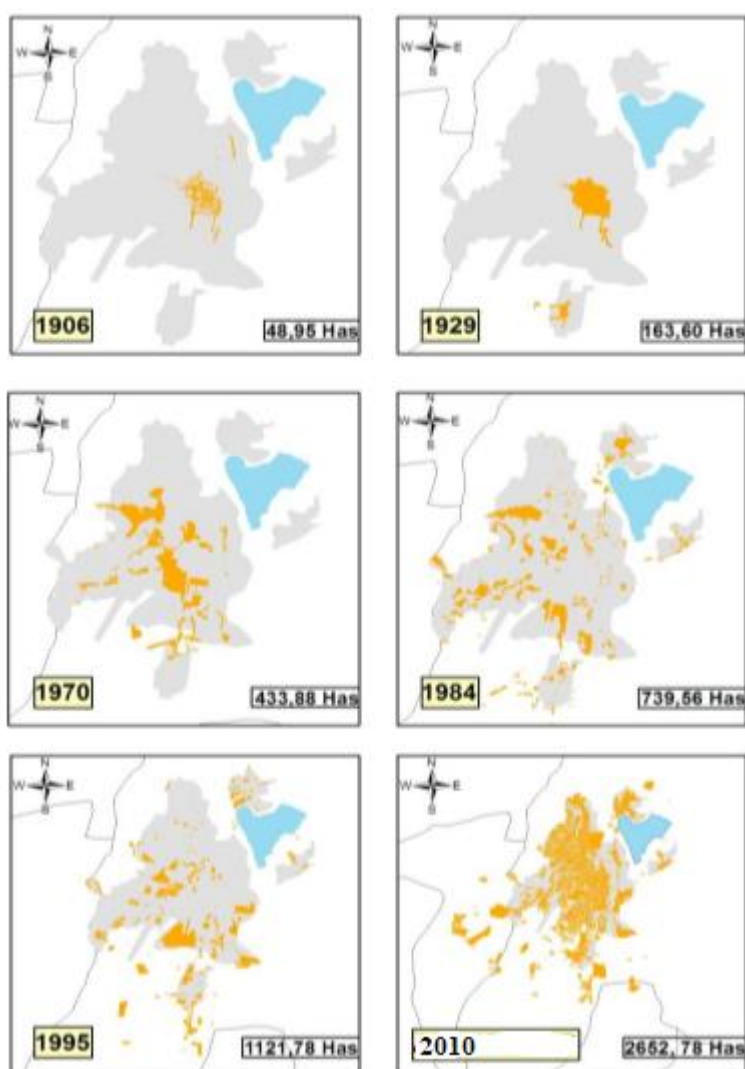 N
W E
S
1906
48,95 Has
N
W E
S
1929
163,60 Has
N
W E
S
1970
433,88 Has
N
W E
S
1984
739,56 Has
N
W E
S
1995
1121,78 Has
N
W E
S
2010
2652, 78 Has